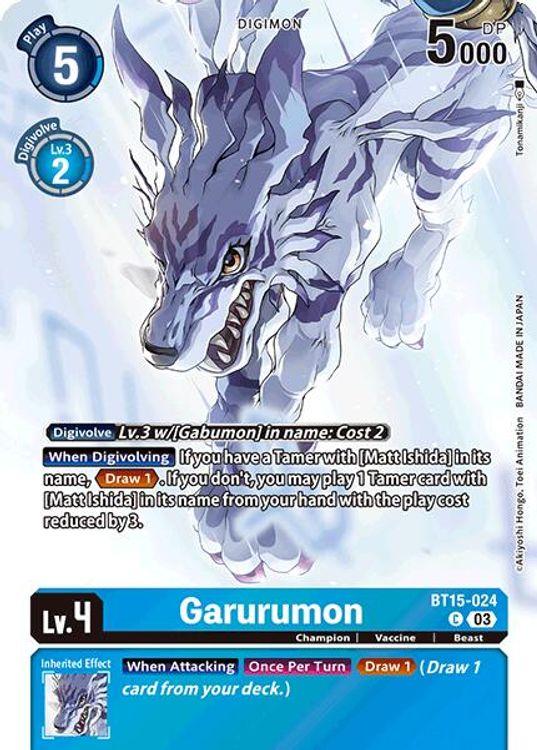 DIGIMON
Play
5
DP
5000
Digivolve
Lv.3
2
Tonamikanji
BANDAI MADE IN JAPAN
©Akiyoshi Hongo, Toei Animation
Digivolve Lv.3 w/[Gabumon] in name: Cost 2
When Digivolving If you have a Tamer with [Matt Ishida] in its
name, Draw 1. If you don't, you may play 1 Tamer card with
[Matt Ishida] in its name from your hand with the play cost
reduced by 3.
BT15-024
Lv.4
Garurumon
C 03
Champion | Vaccine | Beast
Inherited Effect
When Attacking Once Per Turn Draw 1 (Draw 1
card from your deck.)